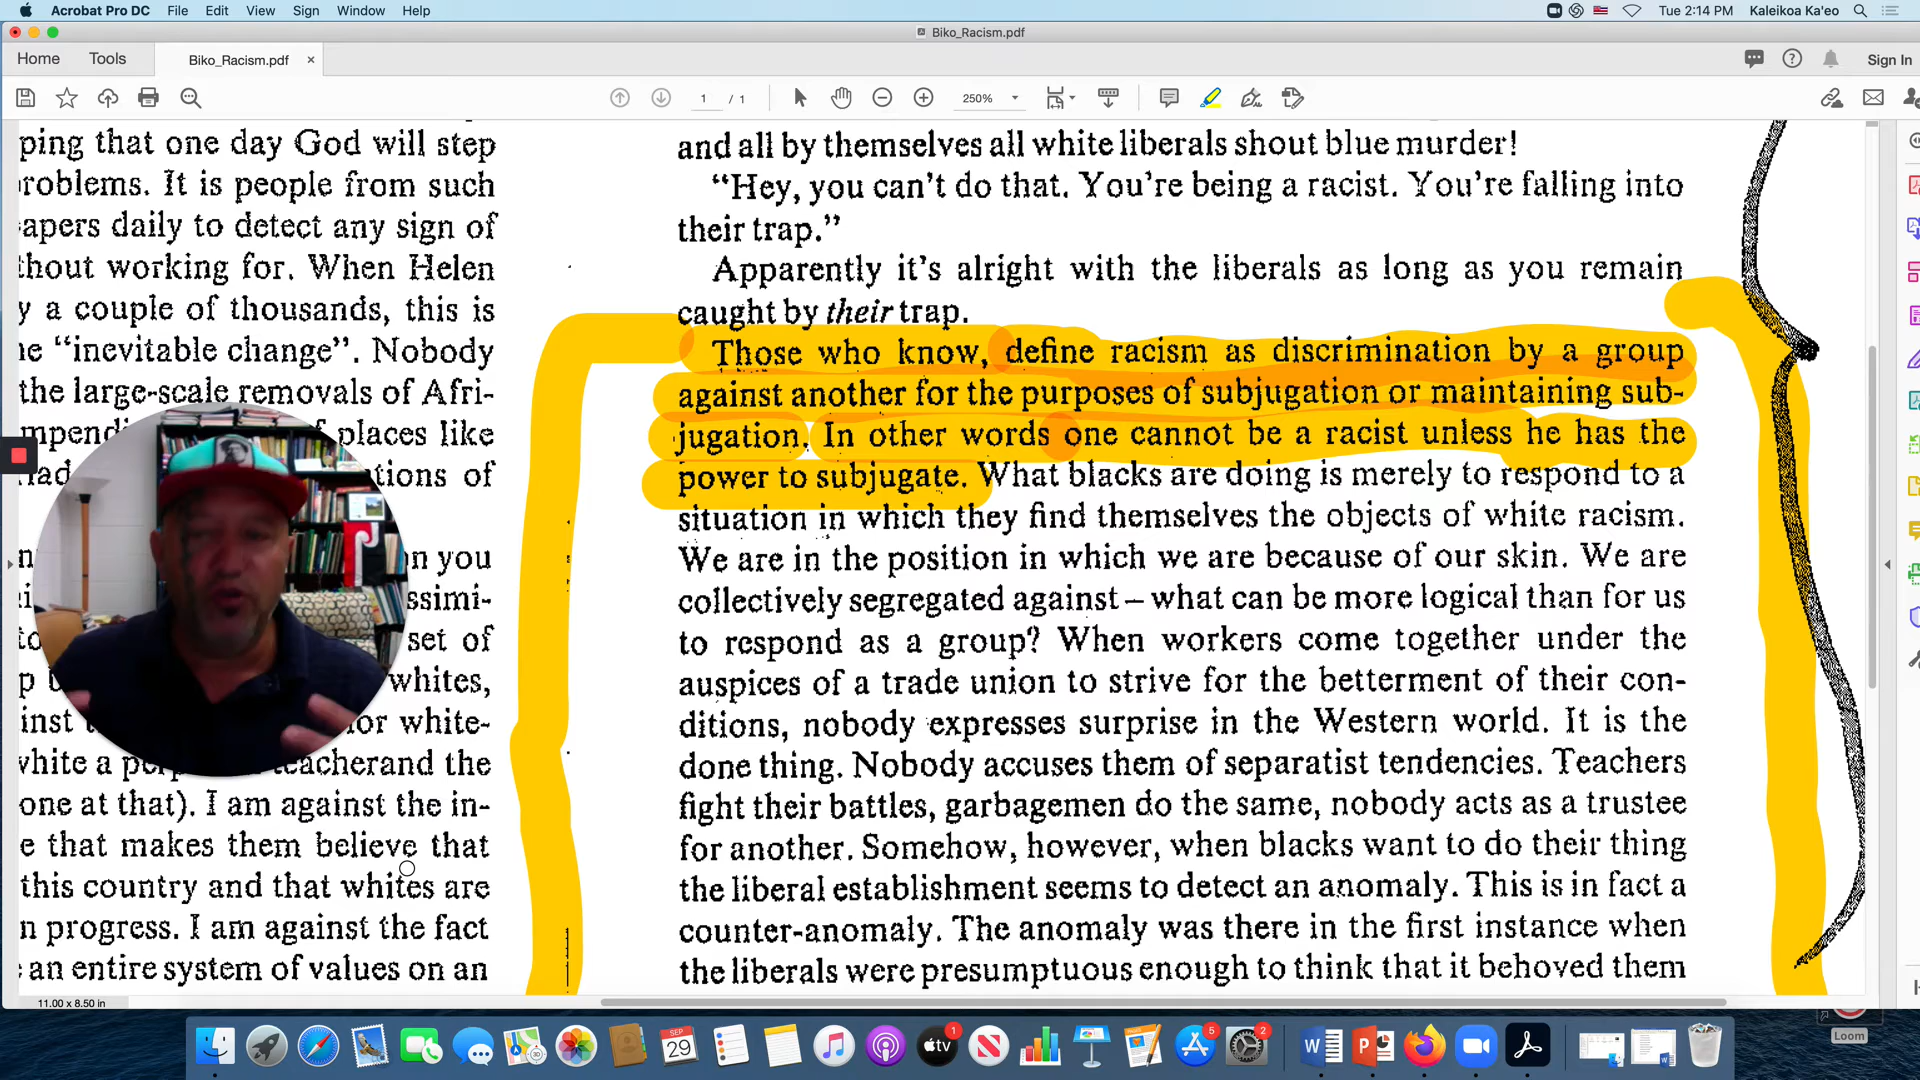 Acrobat Pro DC File Edit View Sign Window Help
Tue 2:14 PM Kaleikoa Ka'eo
Biko_Racism.pdf
Home Tools Biko_Racism.pdf ×
Sign In
1 / 1 250%
ping that one day God will step
roblems. It is people from such
apers daily to detect any sign of
thout working for. When Helen
y a couple of thousands, this is
"inevitable change". Nobody
the large-scale removals of Afri-
places like
tions of
on you
ssimi-
set of
whites,
or white-
white a teacherand the
one at that). I am against the in-
e that makes them believe that
this country and that whites are
n progress. I am against the fact
an entire system of values on an
and all by themselves all white liberals shout blue murder!
"Hey, you can't do that. You're being a racist. You're falling into
their trap."
Apparently it's alright with the liberals as long as you remain
caught by their trap.
Those who know, define racism as discrimination by a group
against another for the purposes of subjugation or maintaining sub-
jugation. In other words one cannot be a racist unless he has the
power to subjugate. What blacks are doing is merely to respond to a
situation in which they find themselves the objects of white racism.
We are in the position in which we are because of our skin. We are
collectively segregated against – what can be more logical than for us
to respond as a group? When workers come together under the
auspices of a trade union to strive for the betterment of their con-
ditions, nobody expresses surprise in the Western world. It is the
done thing. Nobody accuses them of separatist tendencies. Teachers
fight their battles, garbagemen do the same, nobody acts as a trustee
for another. Somehow, however, when blacks want to do their thing
the liberal establishment seems to detect an anomaly. This is in fact a
counter-anomaly. The anomaly was there in the first instance when
the liberals were presumptuous enough to think that it behoved them
11.00 x 8.50 in
SEP
29
tv
1
5
2
Loom